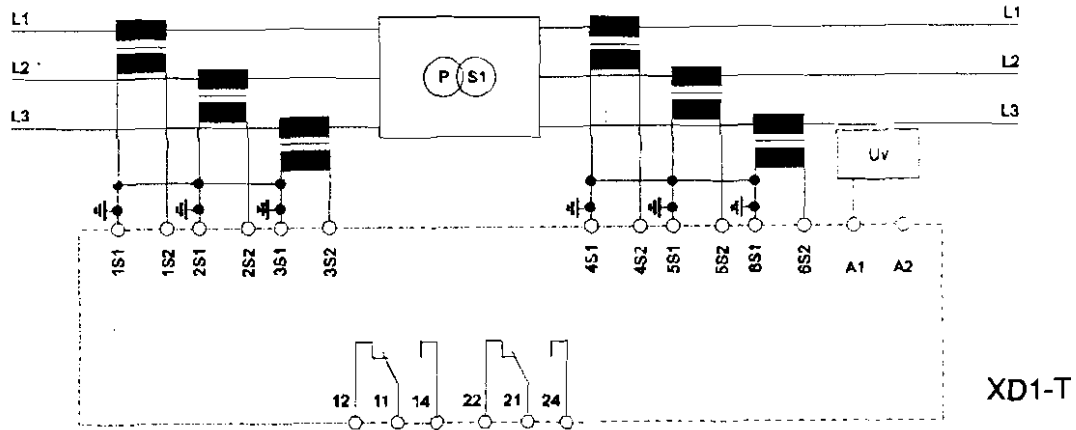 L1
L1
L2
P S1
L2
L3
L3
Uv
1S1 1S2 2S1 2S2 3S1 3S2 4S1 4S2 5S1 5S2 6S1 6S2 A1 A2
12 11 14 22 21 24
XD1-T